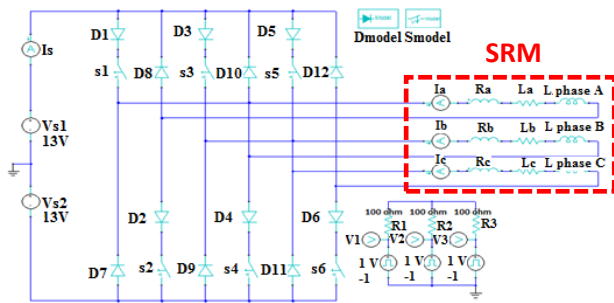 D1
D3
D5
Dmodel Smodel
SRM
Is
s1
D8
s3
D10
s5
D12
Ia
Ra
La
L phase A
Vs1
13V
Ib
Rb
Lb
L phase B
Ic
Rc
Lc
L phase C
Vs2
13V
D2
D4
D6
100 ohm
100 ohm
100 ohm
R1
R2
R3
V1
V2
V3
D7
s2
D9
s4
D11
s6
1 V
-1
1 V
-1
1 V
-1